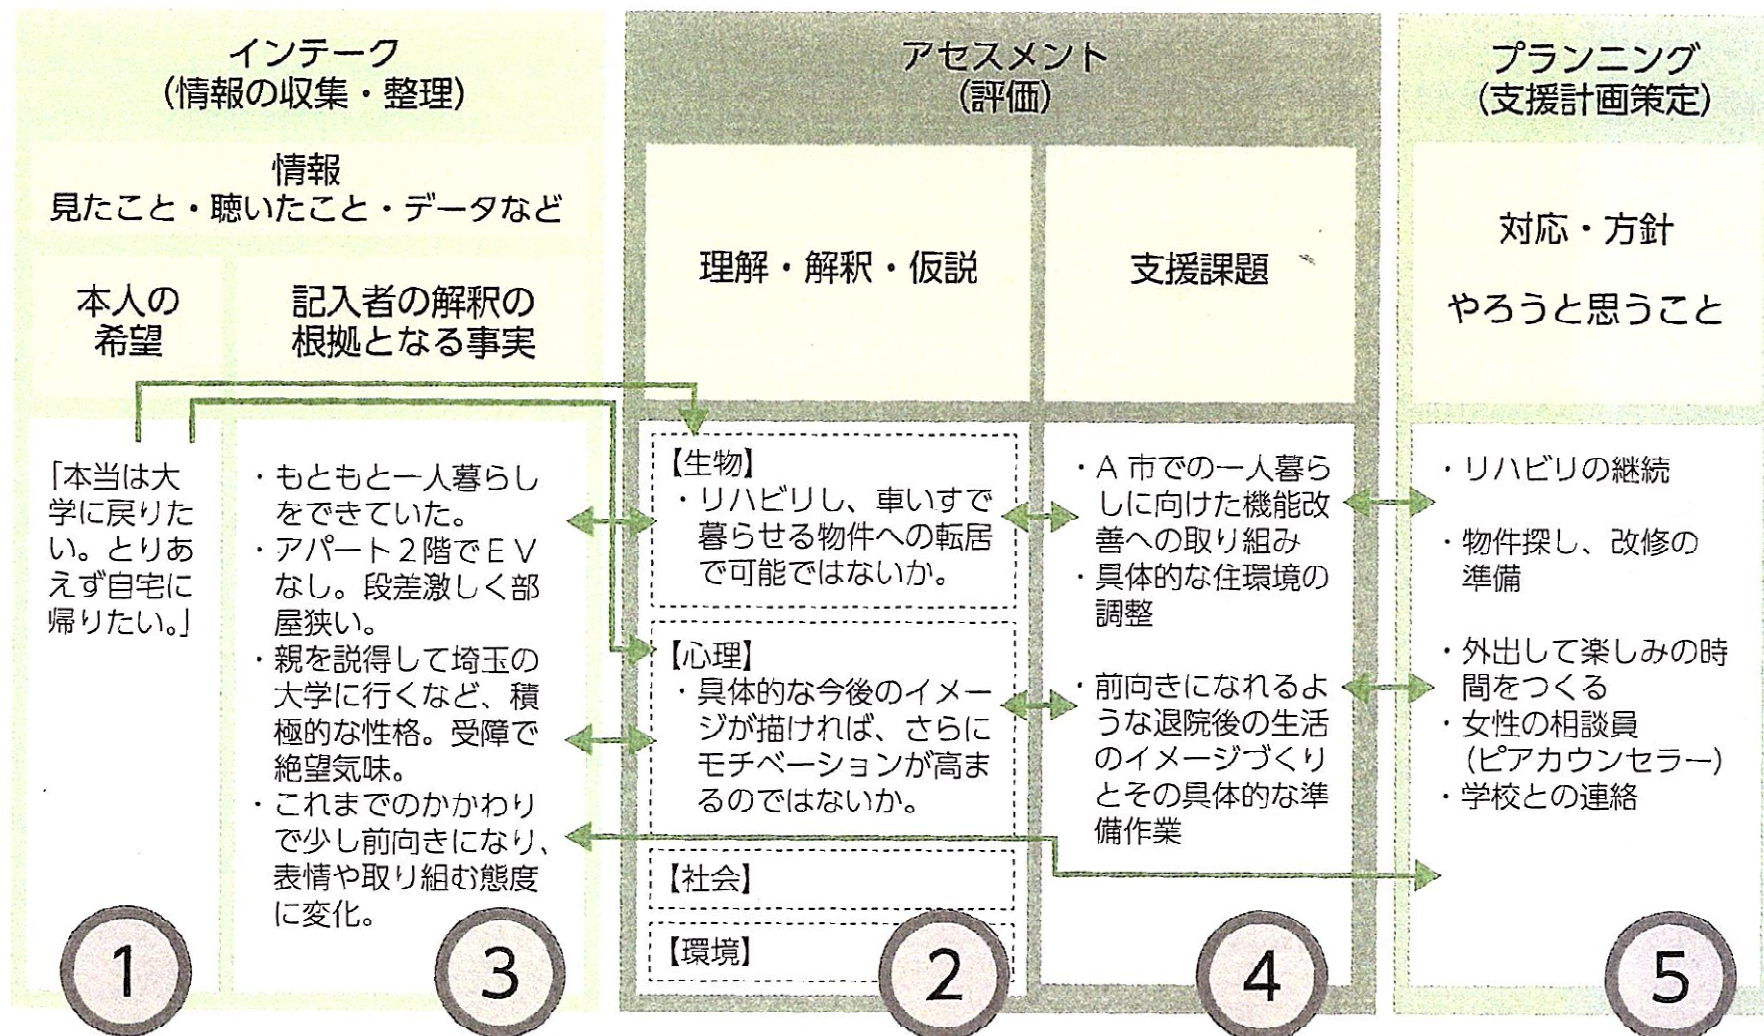 インテーク
(情報の収集・整理)
情報
見たこと・聴いたこと・データなど
本人の
希望
記入者の解釈の
根拠となる事実
「本当は大
学に戻りた
い。とりあ
えず自宅に
帰りたい。」
①
・もともと一人暮らし
をできていた。
・アパート2階でEV
なし。段差激しく部
屋狭い。
・親を説得して埼玉の
大学に行くなど、積
極的な性格。受障で
絶望気味。
・これまでのかかわり
で少し前向きになり、
表情や取り組む態度
に変化。
③
アセスメント
(評価)
理解・解釈・仮説
【生物】
・リハビリし、車いすで
暮らせる物件への転居
で可能ではないか。
【心理】
・具体的な今後のイメー
ジが描ければ、さらに
モチベーションが高ま
るのではないか。
【社会】
【環境】
②
支援課題
・A市での一人暮ら
しに向けた機能改
善への取り組み
・具体的な住環境の
調整
・前向きになれるよ
うな退院後の生活
のイメージづくり
とその具体的な準
備作業
④
プランニング
(支援計画策定)
対応・方針
やろうと思うこと
・リハビリの継続
・物件探し、改修の
準備
・外出して楽しみの時
間をつくる
・女性の相談員
(ピアカウンセラー)
・学校との連絡
⑤